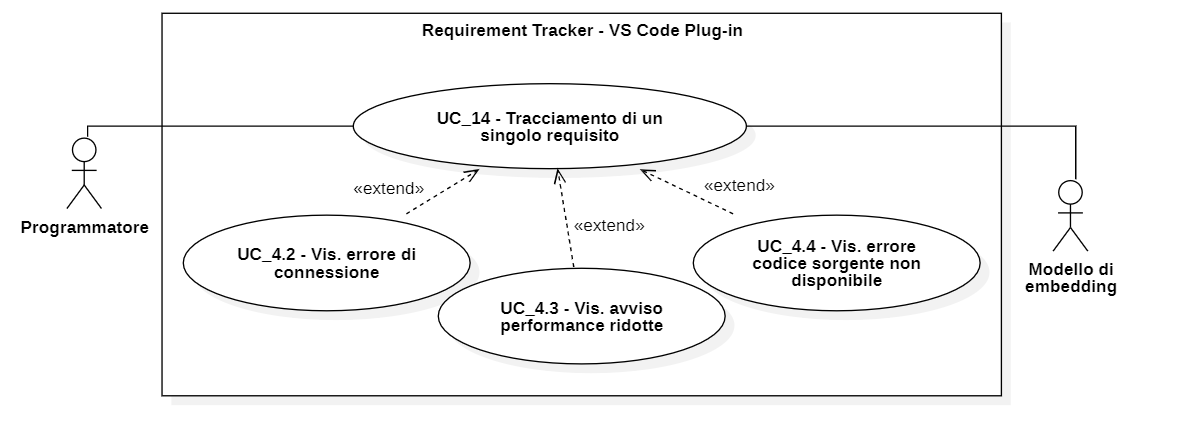 Requirement Tracker - VS Code Plug-in
UC_14 - Tracciamento di un
singolo requisito
«extend»
«extend»
«extend»
Programmatore
UC_4.2 - Vis. errore di
connessione
UC_4.3 - Vis. avviso
performance ridotte
UC_4.4 - Vis. errore
codice sorgente non
disponibile
Modello di
embedding